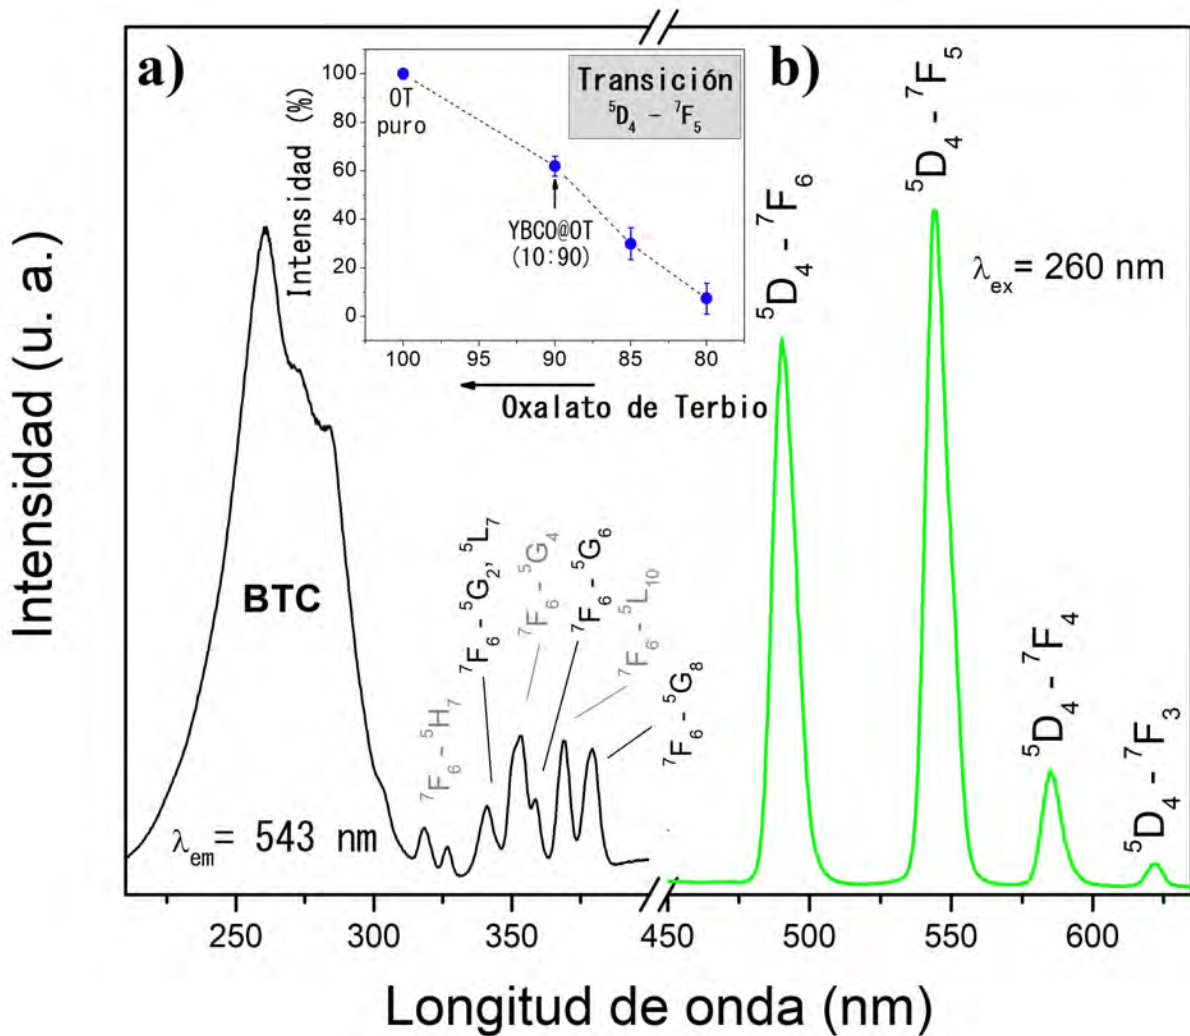 a)
b)
Intensidad (u. a.)
Longitud de onda (nm)
250
300
350
450
500
550
600
BTC
λem = 543 nm
⁷F₆ - ⁵H₇
⁷F₆ - ⁵G₂, ⁵L₇
⁷F₆ - ⁵G₄
⁷F₆ - ⁵G₆
⁷F₆ - ⁵L₁₀
⁷F₆ - ⁵G₈
Intensidad (%)
100
80
60
40
20
0
OT
puro
Transición
⁵D₄ - ⁷F₅
YBCO@OT
(10:90)
100
95
90
85
80
Oxalato de Terbio
⁵D₄ - ⁷F₆
⁵D₄ - ⁷F₅
λex = 260 nm
⁵D₄ - ⁷F₄
⁵D₄ - ⁷F₃